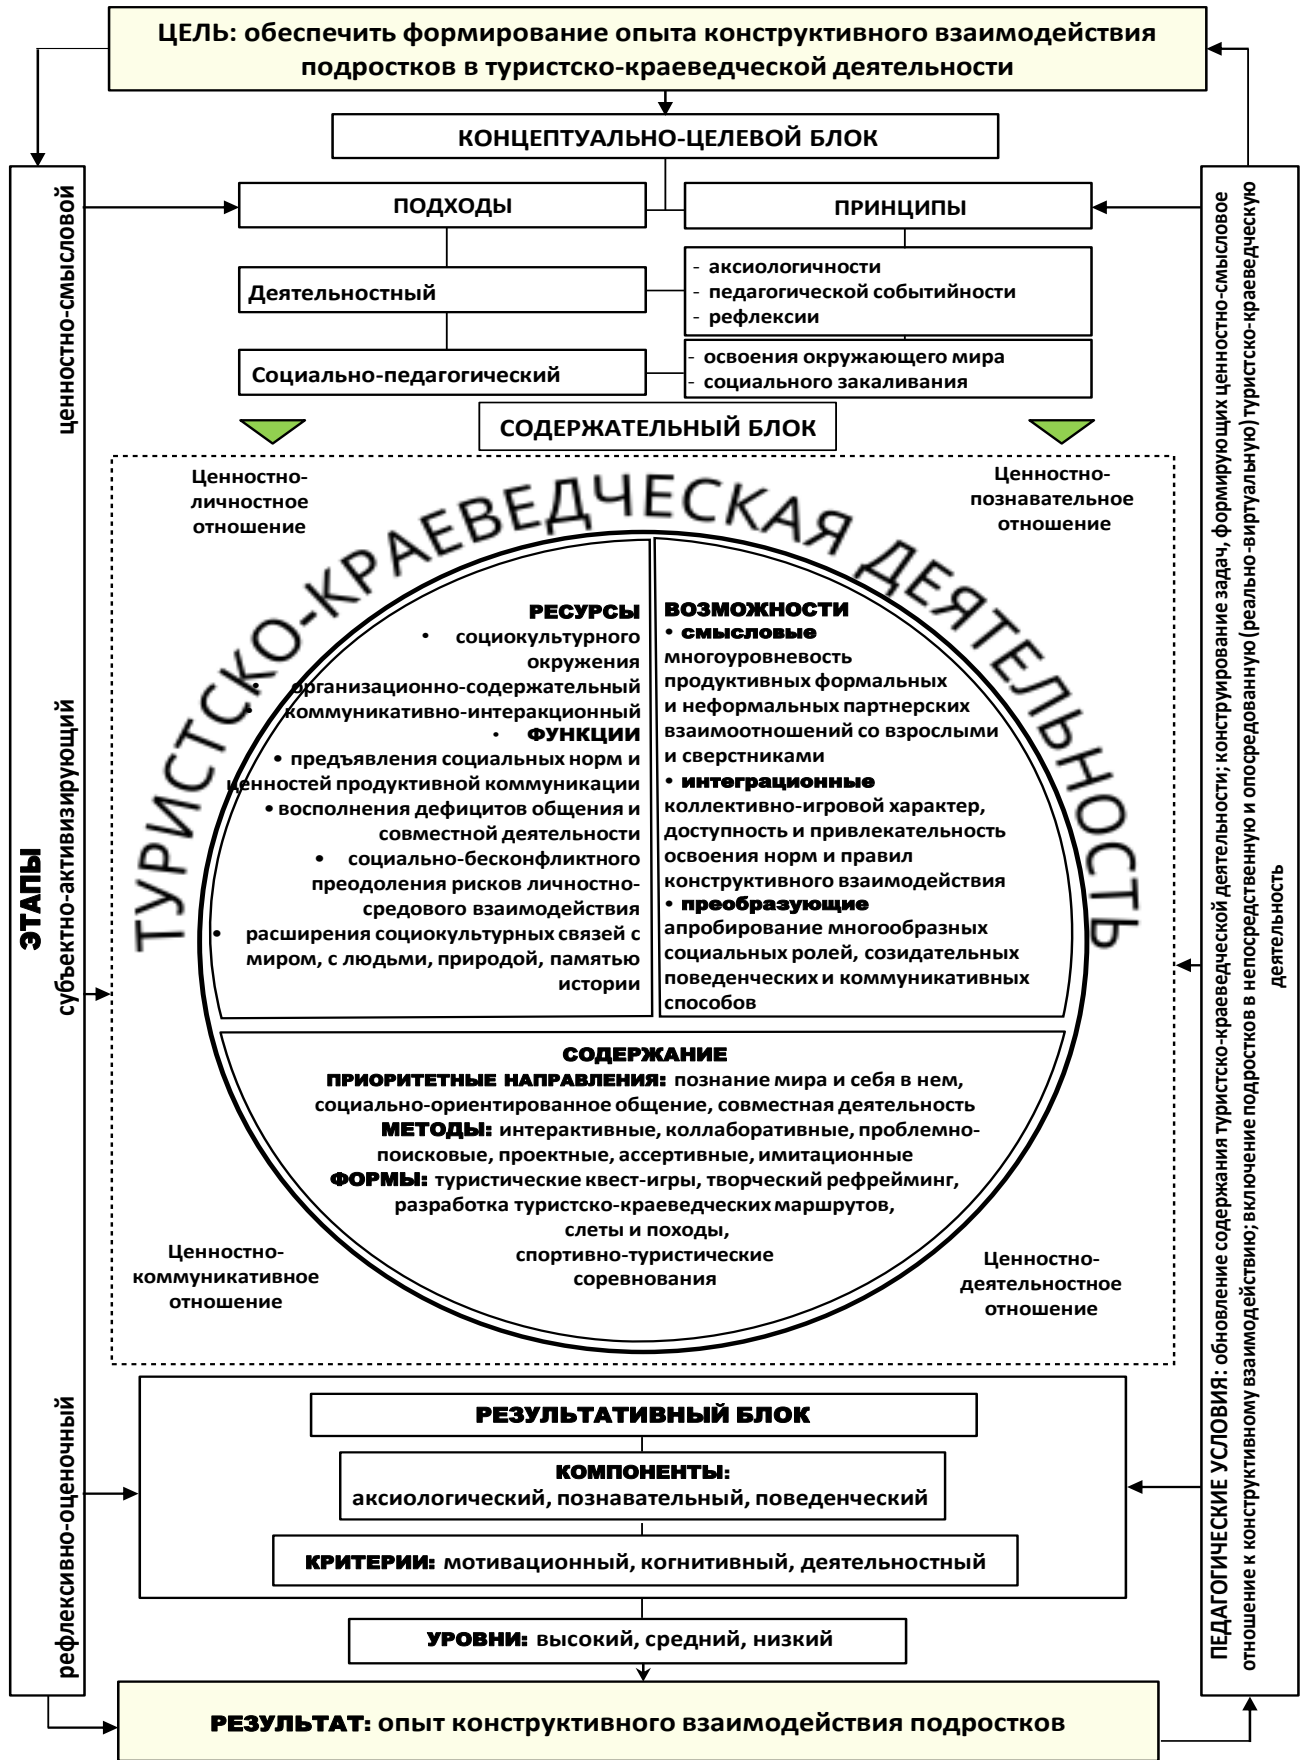 ЦЕЛЬ: обеспечить формирование опыта конструктивного взаимодействия
подростков в туристско-краеведческой деятельности
КОНЦЕПТУАЛЬНО-ЦЕЛЕВОЙ БЛОК
ПОДХОДЫ
ПРИНЦИПЫ
Деятельностный
- аксиологичности
- педагогической событийности
- рефлексии
Социально-педагогический
- освоения окружающего мира
- социального закаливания
СОДЕРЖАТЕЛЬНЫЙ БЛОК
Ценностно-
личностное
отношение
Ценностно-
познавательное
отношение
ТУРИСТСКО-КРАЕВЕДЧЕСКАЯ ДЕЯТЕЛЬНОСТЬ
РЕСУРСЫ
• социокультурного
окружения
• организационно-содержательный
• коммуникативно-интеракционный
• ФУНКЦИИ
• предъявления социальных норм и
ценностей продуктивной коммуникации
• восполнения дефицитов общения и
совместной деятельности
• социально-бесконфликтного
преодоления рисков личностно-
средового взаимодействия
• расширения социокультурных связей с
миром, с людьми, природой, памятью
истории
ВОЗМОЖНОСТИ
• смысловые
многоуровневость
продуктивных формальных
и неформальных партнерских
взаимоотношений со взрослыми
и сверстниками
• интеграционные
коллективно-игровой характер,
доступность и привлекательность
освоения норм и правил
конструктивного взаимодействия
• преобразующие
апробирование многообразных
социальных ролей, созидательных
поведенческих и коммуникативных
способов
СОДЕРЖАНИЕ
ПРИОРИТЕТНЫЕ НАПРАВЛЕНИЯ: познание мира и себя в нем,
социально-ориентированное общение, совместная деятельность
МЕТОДЫ: интерактивные, коллаборативные, проблемно-
поисковые, проектные, ассертивные, имитационные
ФОРМЫ: туристические квест-игры, творческий рефрейминг,
разработка туристско-краеведческих маршрутов,
слеты и походы,
спортивно-туристические
соревнования
Ценностно-
коммуникативное
отношение
Ценностно-
деятельностное
отношение
РЕЗУЛЬТАТИВНЫЙ БЛОК
КОМПОНЕНТЫ:
аксиологический, познавательный, поведенческий
КРИТЕРИИ: мотивационный, когнитивный, деятельностный
УРОВНИ: высокий, средний, низкий
РЕЗУЛЬТАТ: опыт конструктивного взаимодействия подростков
ЭТАПЫ
ценностно-смысловой
субъектно-активизирующий
рефлексивно-оценочный
ПЕДАГОГИЧЕСКИЕ УСЛОВИЯ: обновление содержания туристско-краеведческой деятельности; конструирование задач, формирующих ценностно-смысловое
отношение к конструктивному взаимодействию; включение подростков в непосредственную и опосредованную (реально-виртуальную) туристско-краеведческую
деятельность